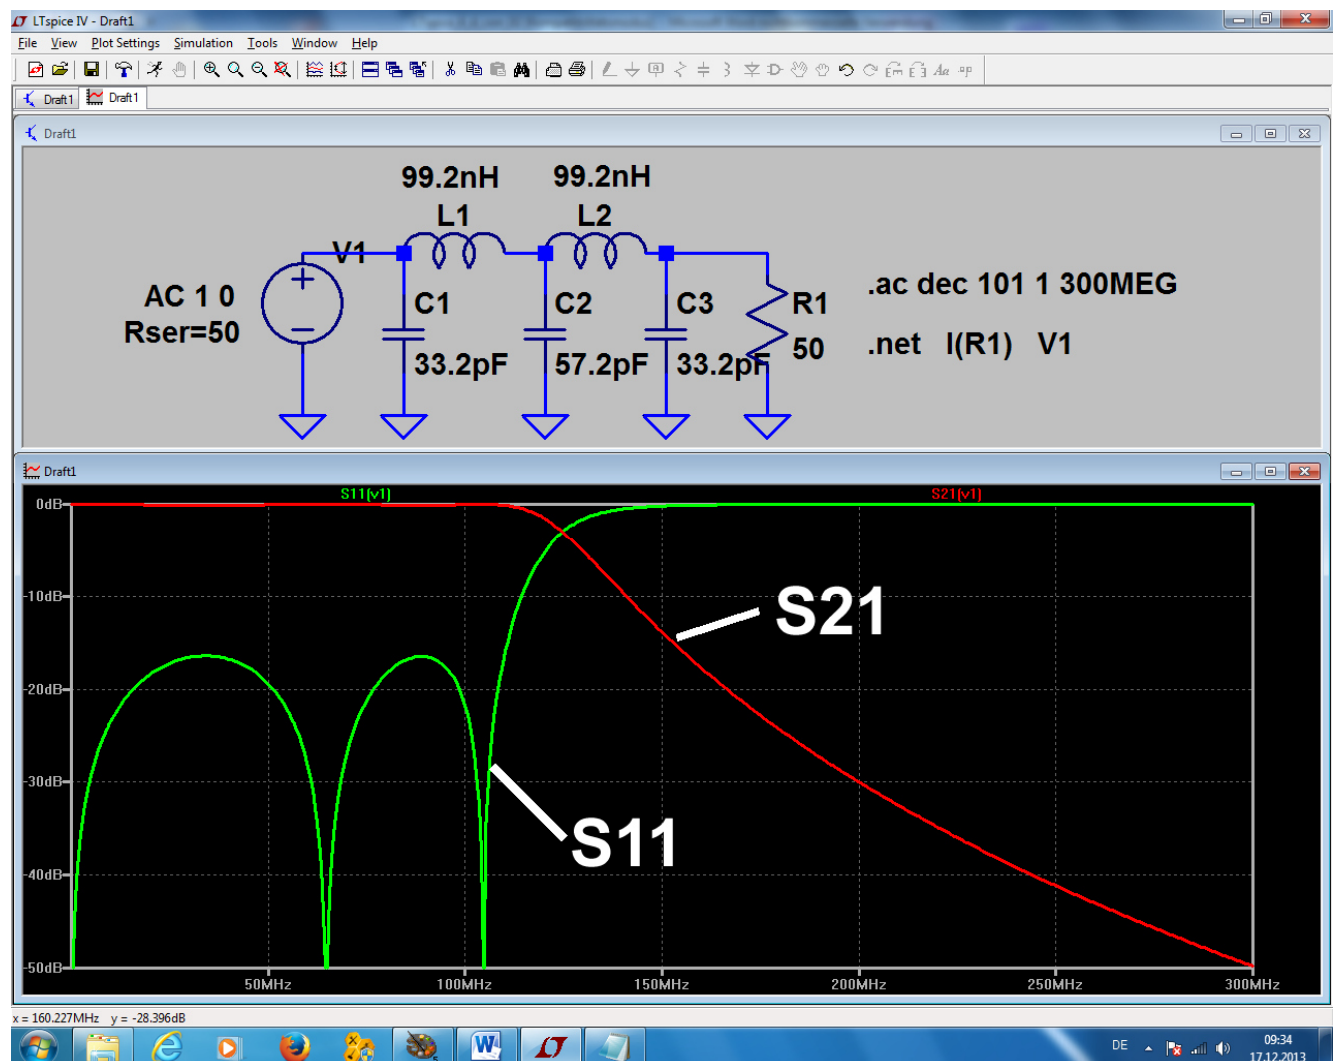 LTspice IV - Draft1
File View Plot Settings Simulation Tools Window Help
Draft1 Draft1
Draft1
99.2nH 99.2nH
L1 L2
V1
AC 1 0
Rser=50
C1 C2 C3 R1
33.2pF 57.2pF 33.2pF 50
.ac dec 101 1 300MEG
.net I(R1) V1
Draft1
S11(v1) S21(v1)
0dB
-10dB
-20dB
-30dB
-40dB
-50dB
S21
S11
50MHz 100MHz 150MHz 200MHz 250MHz 300MHz
x = 160.227MHz y = -28.396dB
DE
09:34
17.12.2013